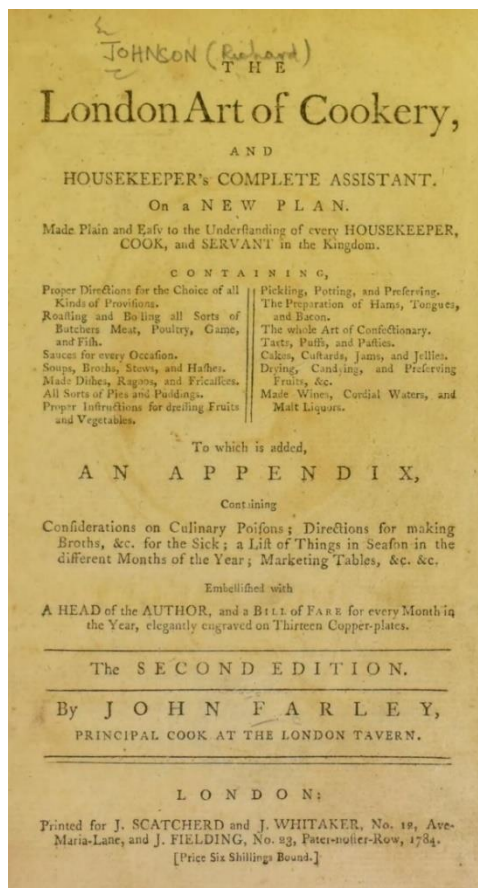 JOHNSON (Richard)
THE
London Art of Cookery,
AND
HOUSEKEEPER's COMPLETE ASSISTANT.
On a NEW PLAN.
Made Plain and Easy to the Understanding of every HOUSEKEEPER,
COOK, and SERVANT in the Kingdom.
CONTAINING,
Proper Directions for the Choice of all
Kinds of Provisions.
Roasting and Boiling all Sorts of
Butchers Meat, Poultry, Game,
and Fish.
Sauces for every Occasion.
Soups, Broths, Stews, and Hashes.
Made Dishes, Ragoos, and Fricassees.
All Sorts of Pies and Puddings.
Proper Instructions for dressing Fruits
and Vegetables.
Pickling, Potting, and Preserving.
The Preparation of Hams, Tongues,
and Bacon.
The whole Art of Confectionary.
Tarts, Puffs, and Pasties.
Cakes, Custards, Jams, and Jellies.
Drying, Candying, and Preserving
Fruits, &c.
Made Wines, Cordial Waters, and
Malt Liquors.
To which is added,
AN APPENDIX,
Containing
Considerations on Culinary Poisons; Directions for making
Broths, &c. for the Sick; a List of Things in Season in the
different Months of the Year; Marketing Tables, &c. &c.
Embellished with
A HEAD of the AUTHOR, and a BILL of FARE for every Month in
the Year, elegantly engraved on Thirteen Copper-plates.
The SECOND EDITION.
By JOHN FARLEY,
PRINCIPAL COOK AT THE LONDON TAVERN.
LONDON:
Printed for J. SCATCHERD and J. WHITAKER, No. 12, Ave-
Maria-Lane, and J. FIELDING, No. 23, Pater-noster-Row, 1784.
[Price Six Shillings Bound.]